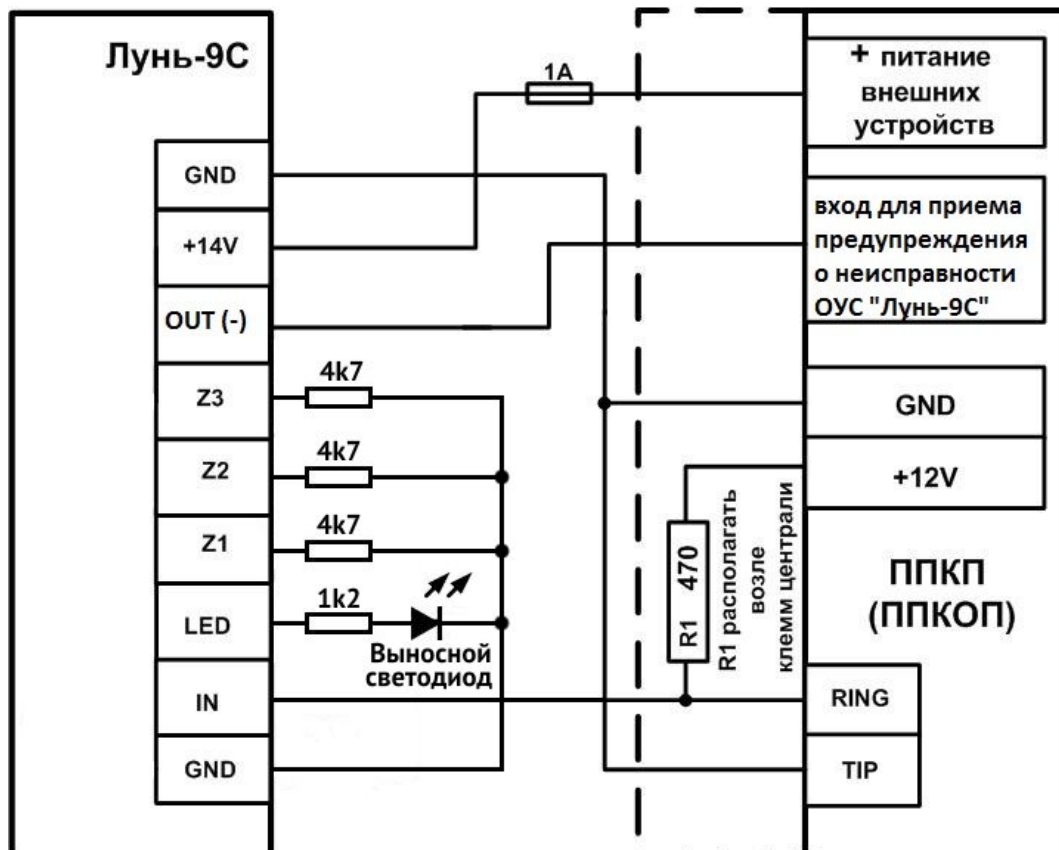 Лунь-9С
GND
+14V
OUT (-)
Z3
Z2
Z1
LED
IN
GND
4k7
4k7
4k7
1k2
Выносной
светодиод
1А
R1 470
R1 располагать
возле
клемм централи
+ питание
внешних
устройств
вход для приема
предупреждения
о неисправности
ОУС "Лунь-9С"
GND
+12V
ППКП
(ППКОП)
RING
TIP